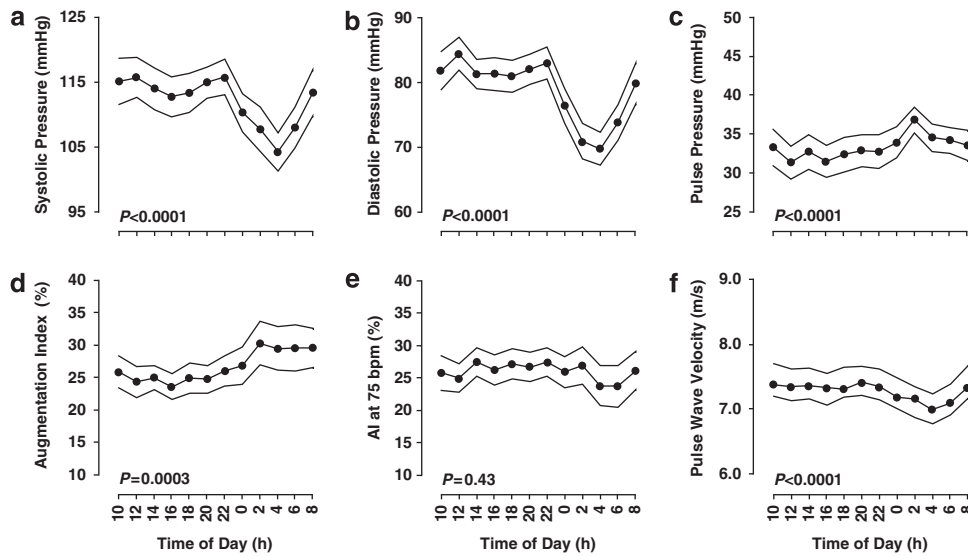 a
Systolic Pressure (mmHg)
125
115
105
95
P<0.0001
b
Diastolic Pressure (mmHg)
90
80
70
60
P<0.0001
c
Pulse Pressure (mmHg)
50
45
40
35
30
25
P<0.0001
d
Augmentation Index (%)
40
35
30
25
20
15
10
P=0.0003
10 12 14 16 18 20 22 0 2 4 6 8
Time of Day (h)
e
AI at 75 bpm (%)
40
35
30
25
20
15
10
P=0.43
10 12 14 16 18 20 22 0 2 4 6 8
Time of Day (h)
f
Pulse Wave Velocity (m/s)
9.0
8.0
7.0
6.0
P<0.0001
10 12 14 16 18 20 22 0 2 4 6 8
Time of Day (h)